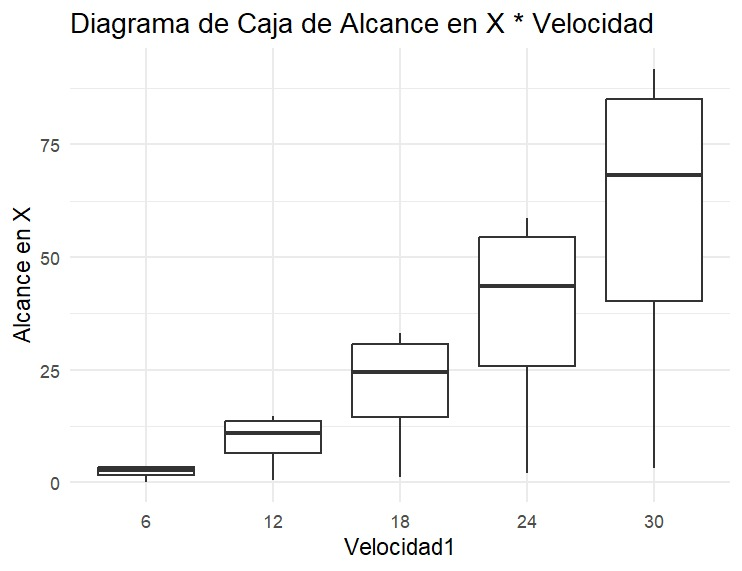 Diagrama de Caja de Alcance en X * Velocidad
Alcance en X
75
50
25
0
6 12 18 24 30
Velocidad1